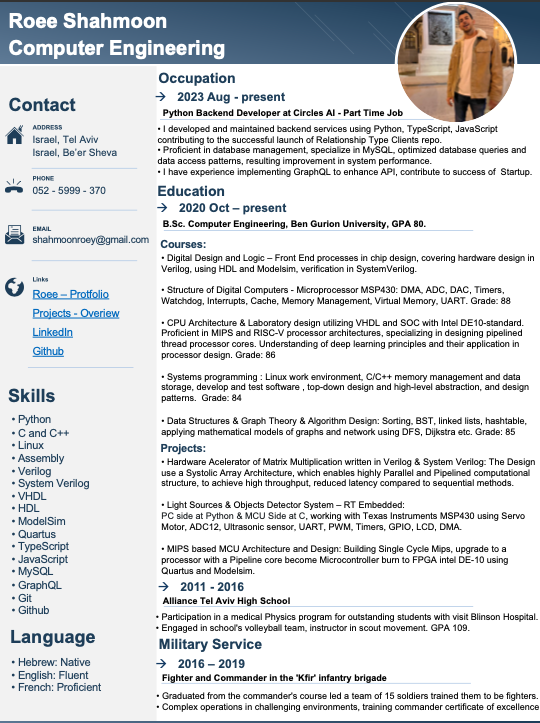 Roee Shahmoon
Computer Engineering
Contact
ADDRESS
Israel, Tel Aviv
Israel, Be'er Sheva
PHONE
052 - 5999 - 370
EMAIL
shahmoonroey@gmail.com
Links
Roee – Protfolio
Projects - Overiew
LinkedIn
Github
Skills
• Python
• C and C++
• Linux
• Assembly
• Verilog
• System Verilog
• VHDL
• HDL
• ModelSim
• Quartus
• TypeScript
• JavaScript
• MySQL
• GraphQL
• Git
• Github
Language
• Hebrew: Native
• English: Fluent
• French: Proficient
Occupation
→ 2023 Aug - present
Python Backend Developer at Circles AI - Part Time Job
• I developed and maintained backend services using Python, TypeScript, JavaScript
contributing to the successful launch of Relationship Type Clients repo.
• Proficient in database management, specialize in MySQL, optimized database queries and
data access patterns, resulting improvement in system performance.
• I have experience implementing GraphQL to enhance API, contribute to success of Startup.
Education
→ 2020 Oct – present
B.Sc. Computer Engineering, Ben Gurion University, GPA 80.
Courses:
• Digital Design and Logic – Front End processes in chip design, covering hardware design in
Verilog, using HDL and Modelsim, verification in SystemVerilog.
• Structure of Digital Computers - Microprocessor MSP430: DMA, ADC, DAC, Timers,
Watchdog, Interrupts, Cache, Memory Management, Virtual Memory, UART. Grade: 88
• CPU Architecture & Laboratory design utilizing VHDL and SOC with Intel DE10-standard.
Proficient in MIPS and RISC-V processor architectures, specializing in designing pipelined
thread processor cores. Understanding of deep learning principles and their application in
processor design. Grade: 86
• Systems programming : Linux work environment, C/C++ memory management and data
storage, develop and test software , top-down design and high-level abstraction, and design
patterns. Grade: 84
• Data Structures & Graph Theory & Algorithm Design: Sorting, BST, linked lists, hashtable,
applying mathematical models of graphs and network using DFS, Dijkstra etc. Grade: 85
Projects:
• Hardware Acelerator of Matrix Multiplication written in Verilog & System Verilog: The Design
use a Systolic Array Architecture, which enables highly Parallel and Pipelined computational
structure, to achieve high throughput, reduced latency compared to sequential methods.
• Light Sources & Objects Detector System – RT Embedded:
PC side at Python & MCU Side at C, working with Texas Instruments MSP430 using Servo
Motor, ADC12, Ultrasonic sensor, UART, PWM, Timers, GPIO, LCD, DMA.
• MIPS based MCU Architecture and Design: Building Single Cycle Mips, upgrade to a
processor with a Pipeline core become Microcontroller burn to FPGA intel DE-10 using
Quartus and Modelsim.
→ 2011 - 2016
Alliance Tel Aviv High School
• Participation in a medical Physics program for outstanding students with visit Blinson Hospital.
• Engaged in school's volleyball team, instructor in scout movement. GPA 109.
Military Service
→ 2016 – 2019
Fighter and Commander in the 'Kfir' infantry brigade
• Graduated from the commander's course led a team of 15 soldiers trained them to be fighters.
• Complex operations in challenging environments, training commander certificate of excellence